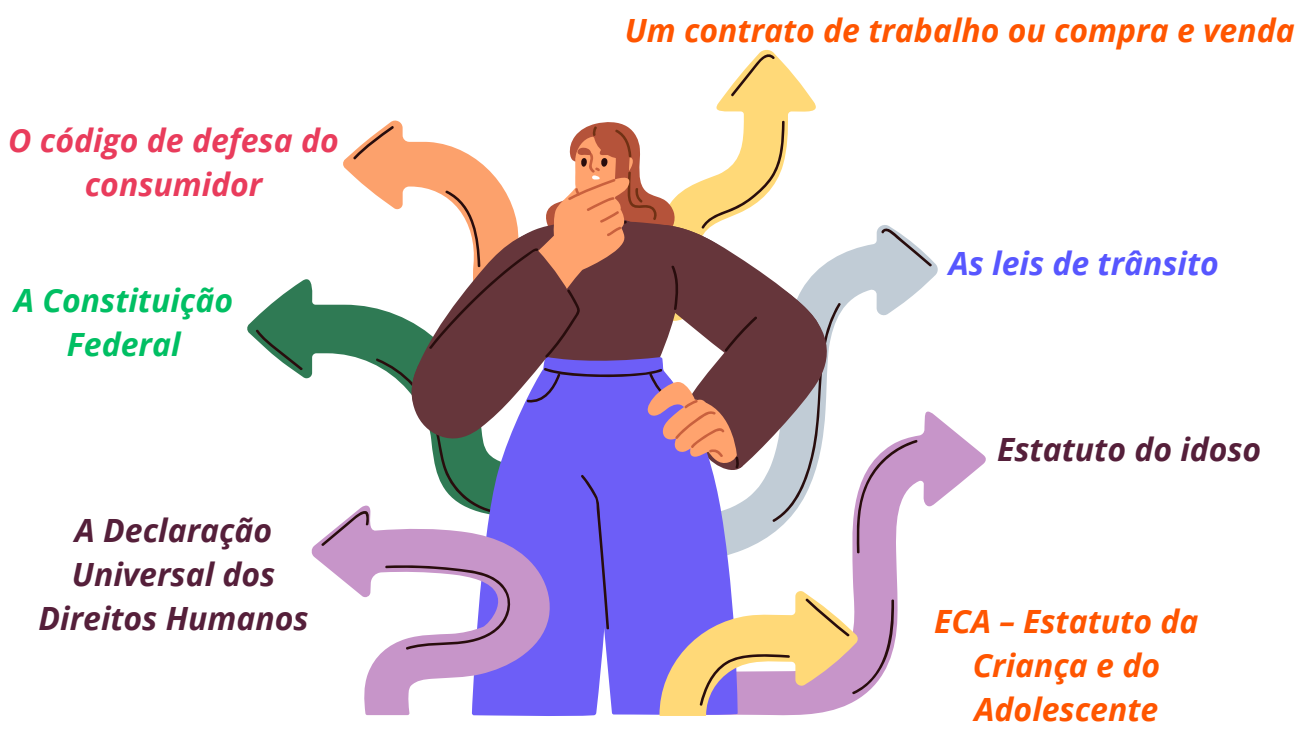 Um contrato de trabalho ou compra e venda
O código de defesa do
consumidor
As leis de trânsito
A Constituição
Federal
Estatuto do idoso
A Declaração
Universal dos
Direitos Humanos
ECA – Estatuto da
Criança e do
Adolescente